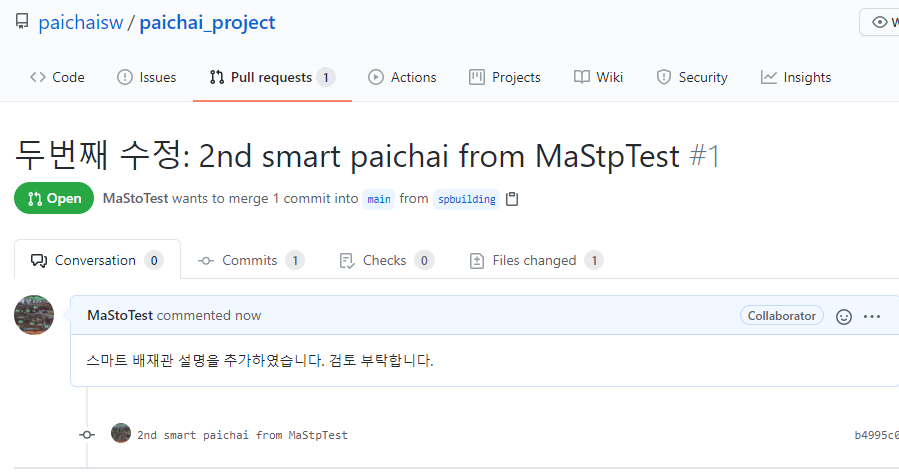 paichaisw / paichai_project
Code Issues Pull requests 1 Actions Projects Wiki Security Insights
두번째 수정: 2nd smart paichai from MaStpTest #1
Open MaStoTest wants to merge 1 commit into main from spbuilding
Conversation 0 Commits 1 Checks 0 Files changed 1
MaStoTest commented now Collaborator
스마트 배재관 설명을 추가하였습니다. 검토 부탁합니다.
2nd smart paichai from MaStpTest